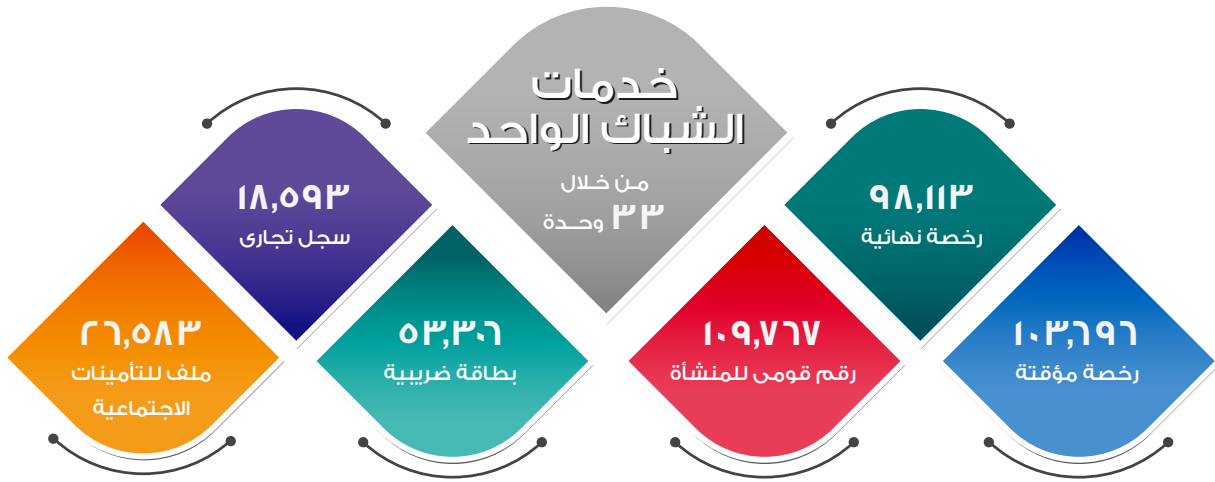 خدمات
الشباك الواحد
من خلال
٣٣ وحدة
١٠٣,٦٩٦
رخصة مؤقتة
٩٨,١١٣
رخصة نهائية
١٠٩,٧٦٧
رقم قومى للمنشأة
٥٣,٣٠٦
بطاقة ضريبية
١٨,٥٩٣
سجل تجارى
٢٦,٥٨٣
ملف للتأمينات
الاجتماعية